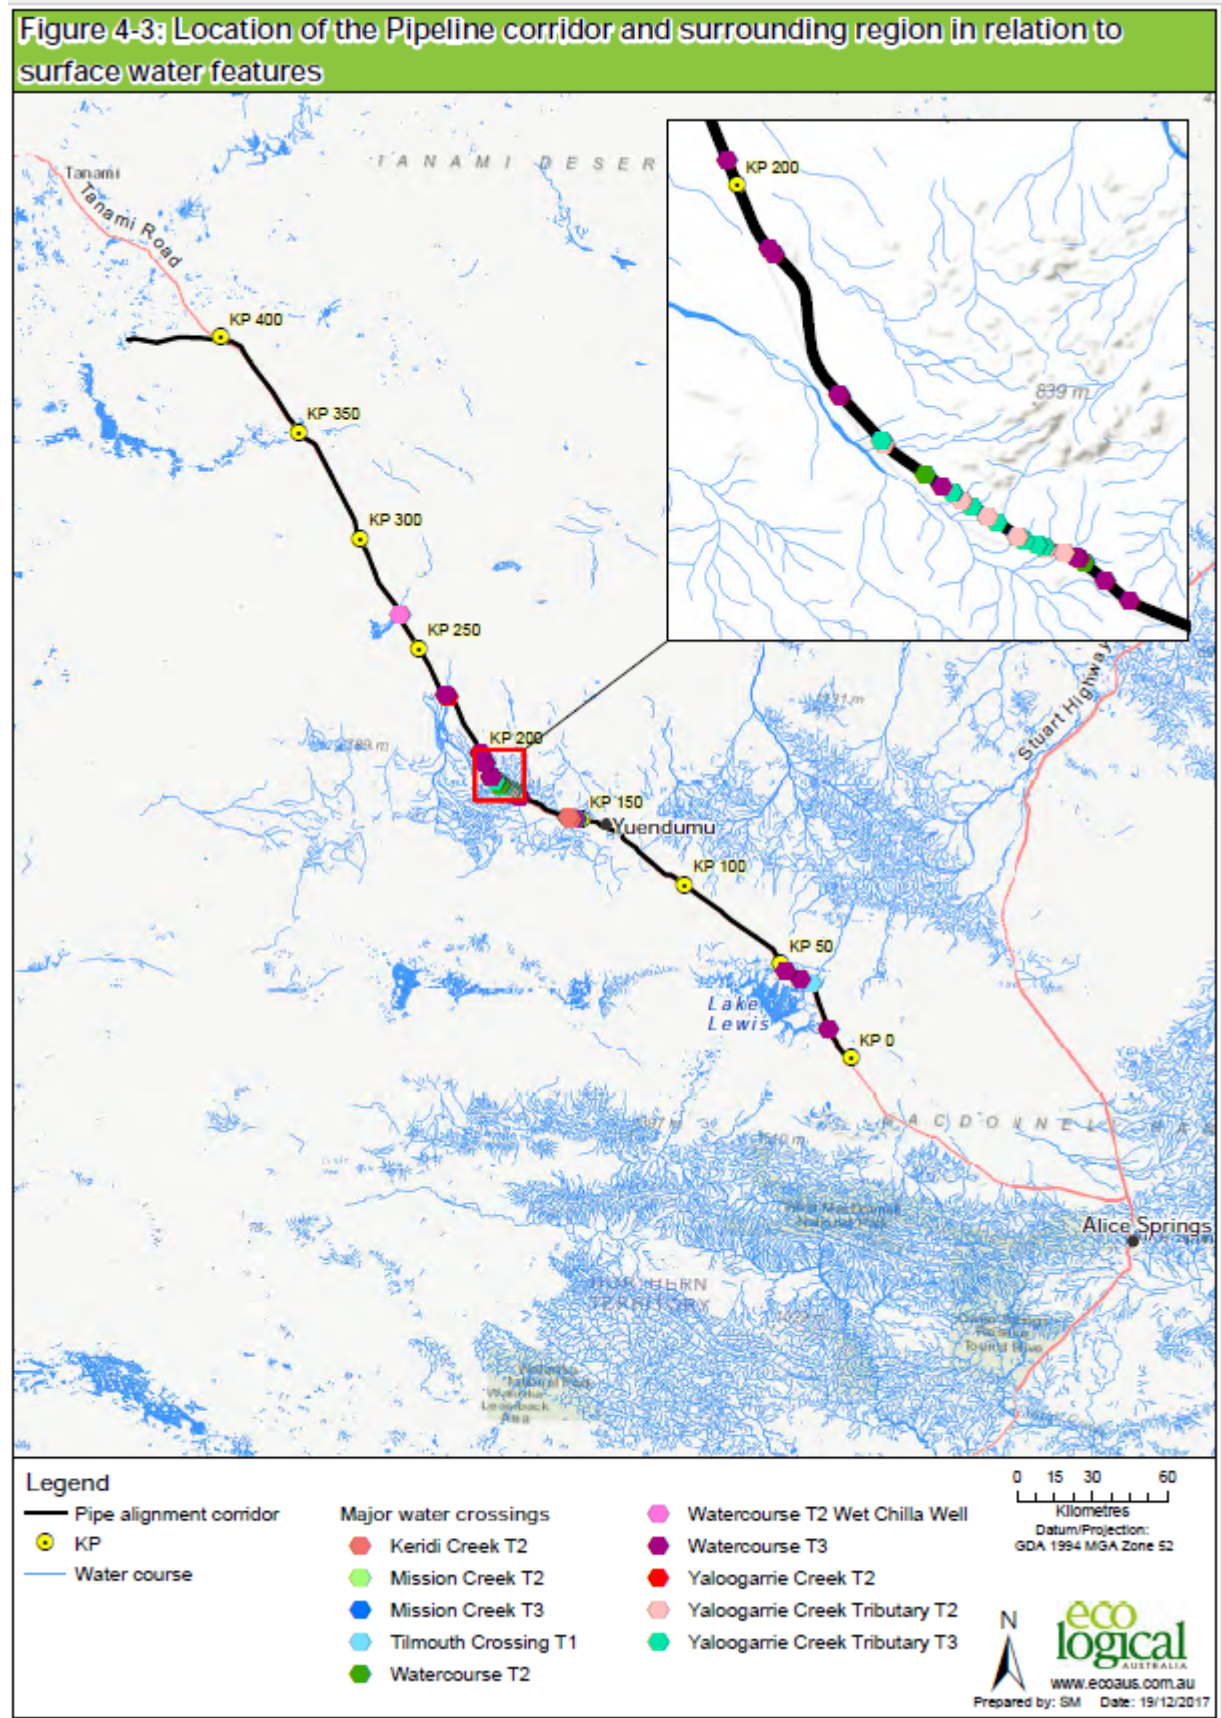 Figure 4-3: Location of the Pipeline corridor and surrounding region in relation to
surface water features
TANAMI DESER
Tanami
Tanami Road
KP 200
839 m
KP 400
KP 350
KP 300
KP 250
Stuart Highway
KP 200
389 m
KP 150
Yuendumu
KP 100
KP 50
Lake
Lewis
KP 0
Alice Springs
NORTHERN
TERRITORY
Legend
Pipe alignment corridor
KP
Water course
Major water crossings
Keridi Creek T2
Mission Creek T2
Mission Creek T3
Tilmouth Crossing T1
Watercourse T2
Watercourse T2 Wet Chilla Well
Watercourse T3
Yaloogarrie Creek T2
Yaloogarrie Creek Tributary T2
Yaloogarrie Creek Tributary T3
0 15 30 60
Kilometres
Datum/Projection:
GDA 1994 MGA Zone 52
N
eco
logical
AUSTRALIA
www.ecoaus.com.au
Prepared by: SM Date: 19/12/2017